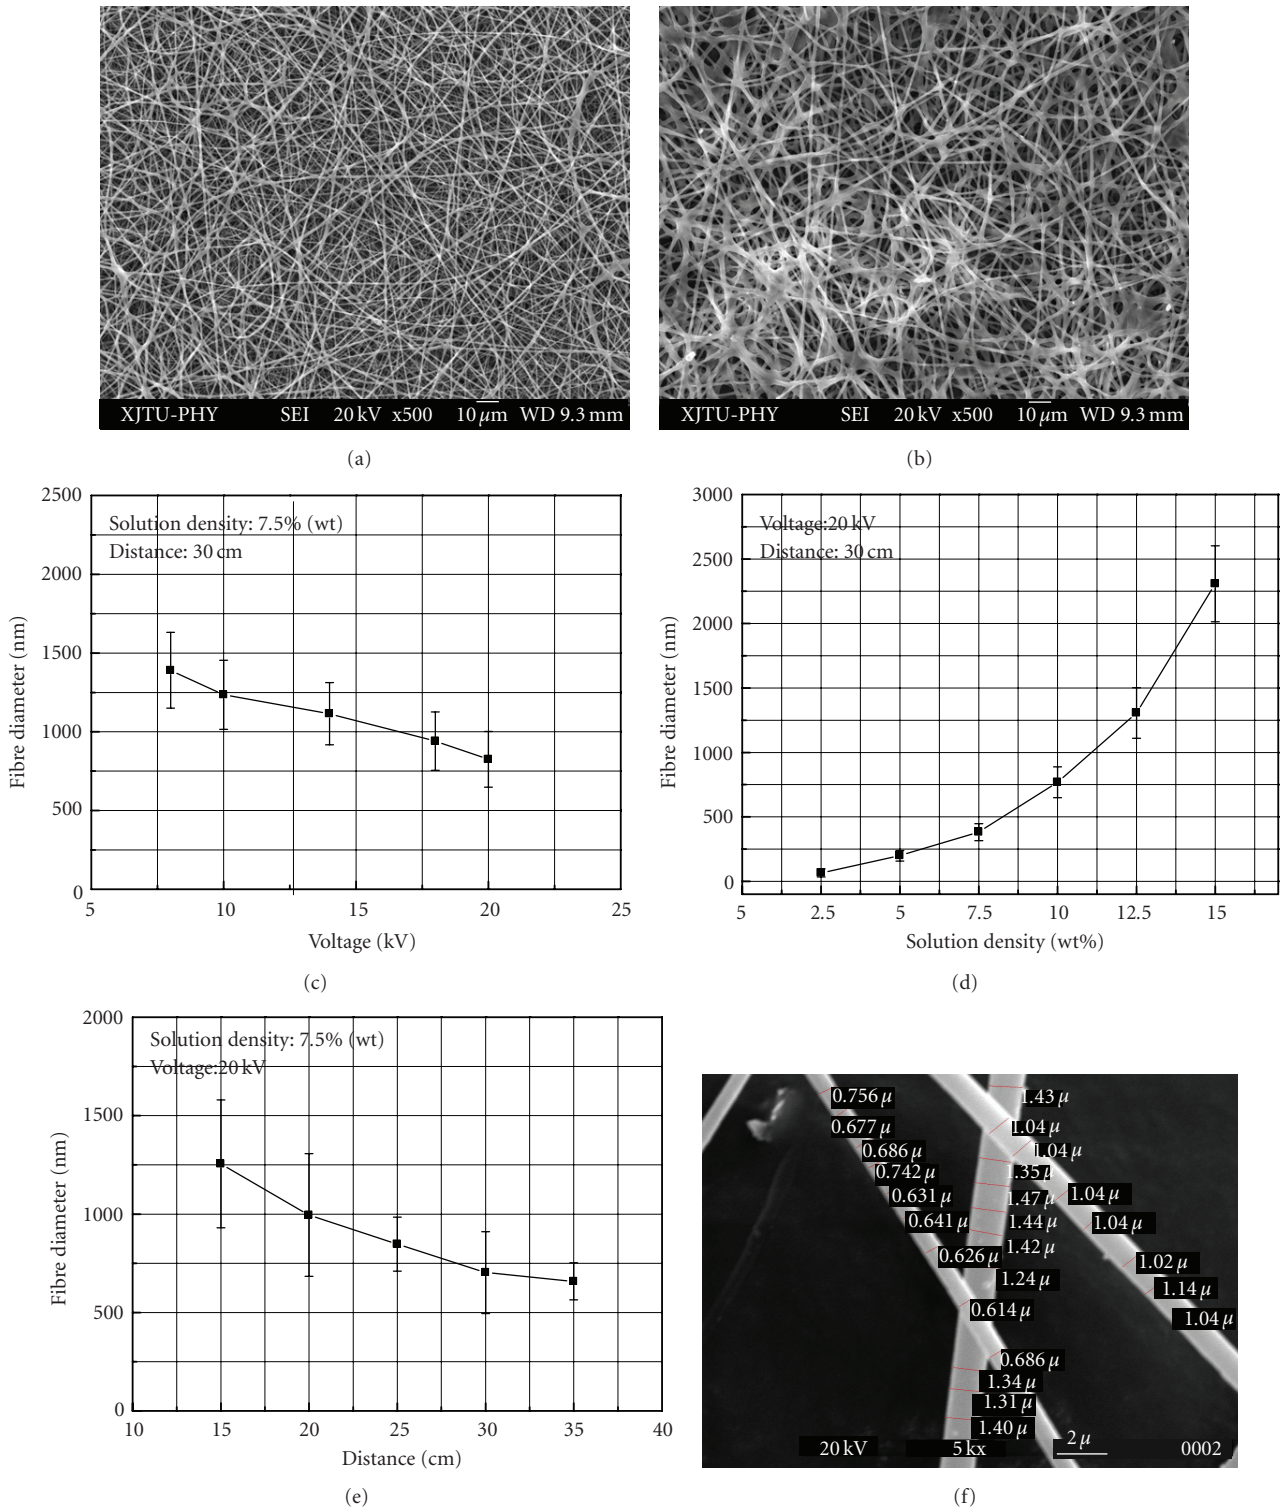 XJTU-PHY SEI 20 kV x500 10 μm WD 9.3 mm
XJTU-PHY SEI 20 kV x500 10 μm WD 9.3 mm
(a)
(b)
2500
2000
1500
1000
500
0
Fibre diameter (nm)
Solution density: 7.5% (wt)
Distance: 30 cm
5 10 15 20 25
Voltage (kV)
(c)
3000
2500
2000
1500
1000
500
0
Fibre diameter (nm)
Voltage:20 kV
Distance: 30 cm
5 2.5 5 7.5 10 12.5 15
Solution density (wt%)
(d)
2000
1500
1000
500
0
Fibre diameter (nm)
Solution density: 7.5% (wt)
Voltage:20 kV
10 15 20 25 30 35 40
Distance (cm)
(e)
0.756 μ
0.677 μ
0.686 μ
0.742 μ
0.631 μ
0.641 μ
0.626 μ
0.614 μ
0.686 μ
1.43 μ
1.04 μ
1.04 μ
1.35 μ
1.47 μ
1.44 μ
1.42 μ
1.24 μ
1.34 μ
1.31 μ
1.40 μ
1.04 μ
1.04 μ
1.02 μ
1.14 μ
1.04 μ
20 kV 5 kx 2 μ 0002
(f)